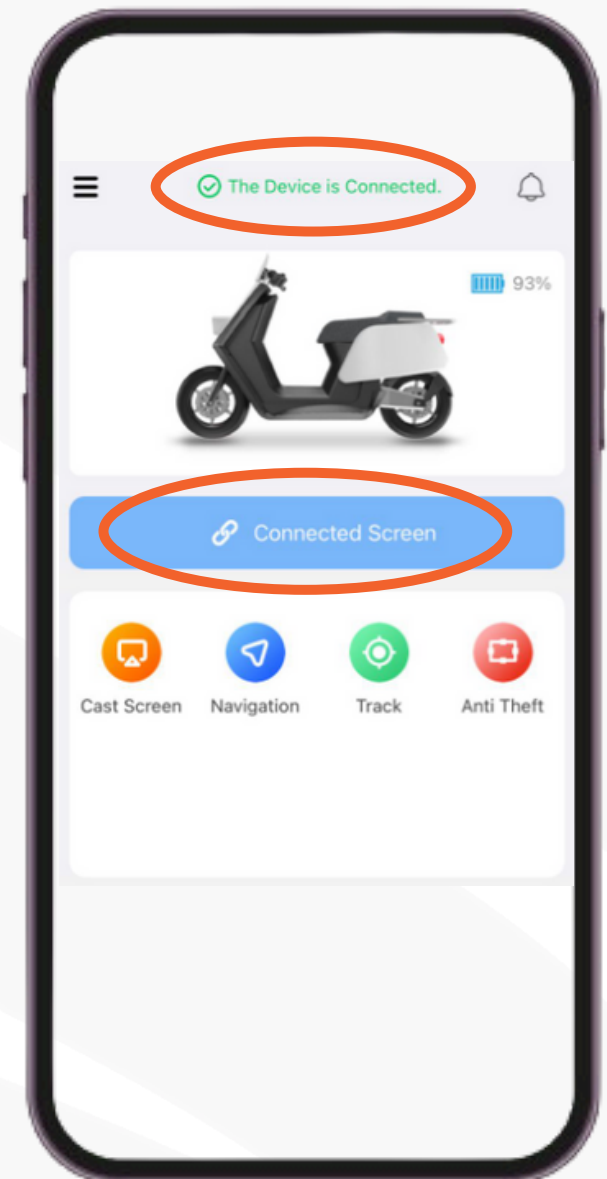 The Device is Connected.
93%
Connected Screen
Cast Screen Navigation Track Anti Theft